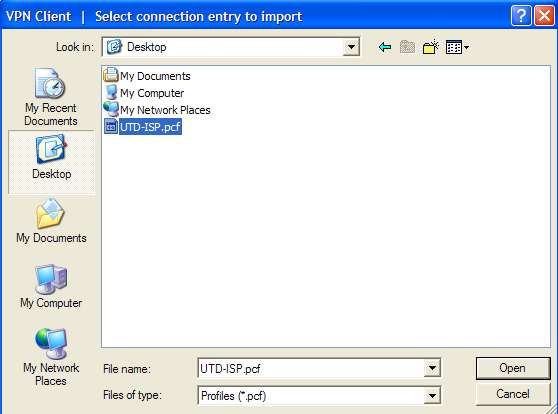 VPN Client | Select connection entry to import
Look in: Desktop
My Recent
Documents
Desktop
My Documents
My Computer
My Network
Places
My Documents
My Computer
My Network Places
UTD-ISP.pcf
File name: UTD-ISP.pcf Open
Files of type: Profiles (*.pcf) Cancel